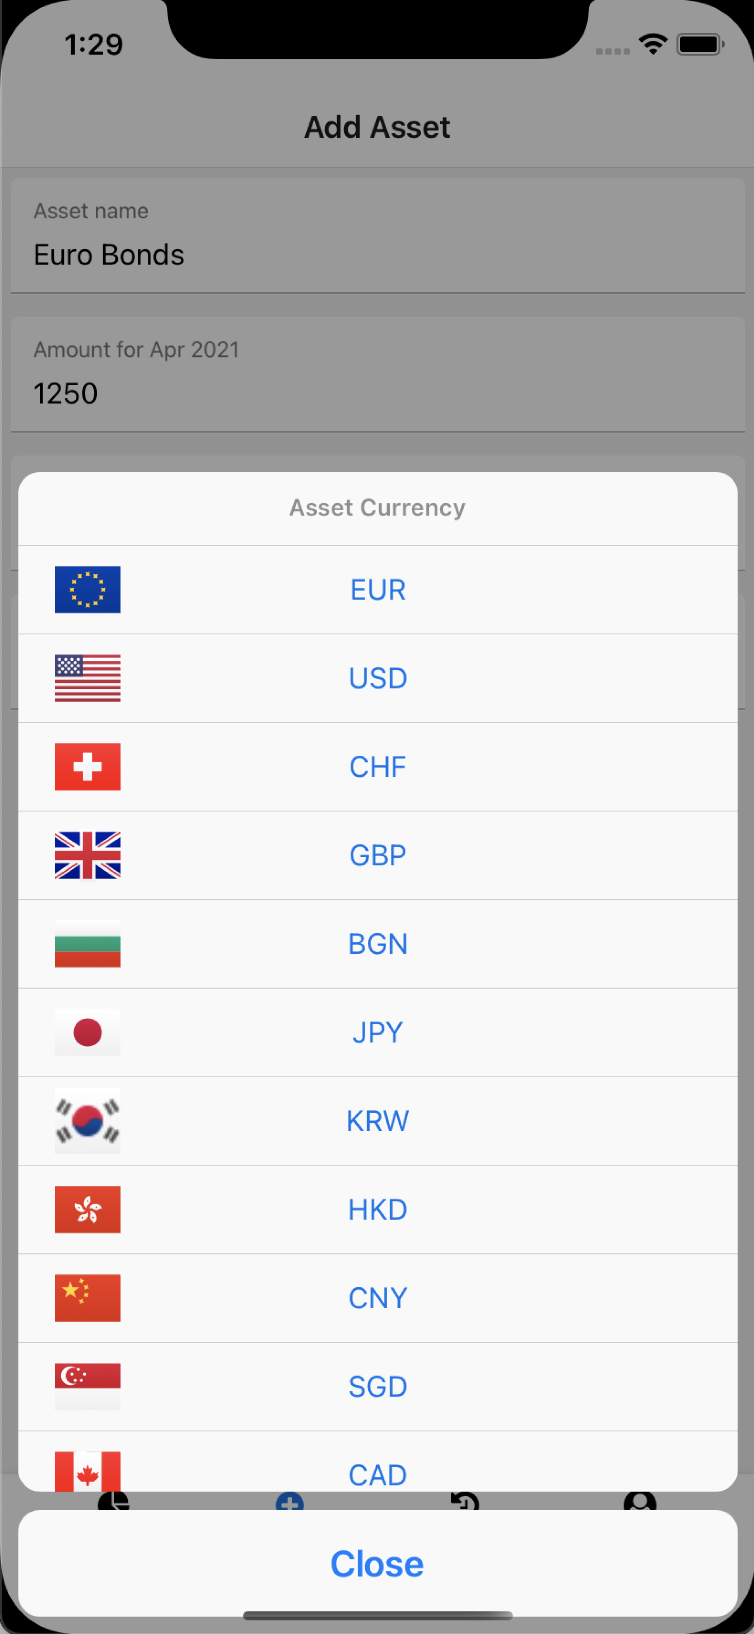 1:29
Add Asset
Asset name
Euro Bonds
Amount for Apr 2021
1250
Asset Currency
EUR
USD
CHF
GBP
BGN
JPY
KRW
HKD
CNY
SGD
CAD
Close